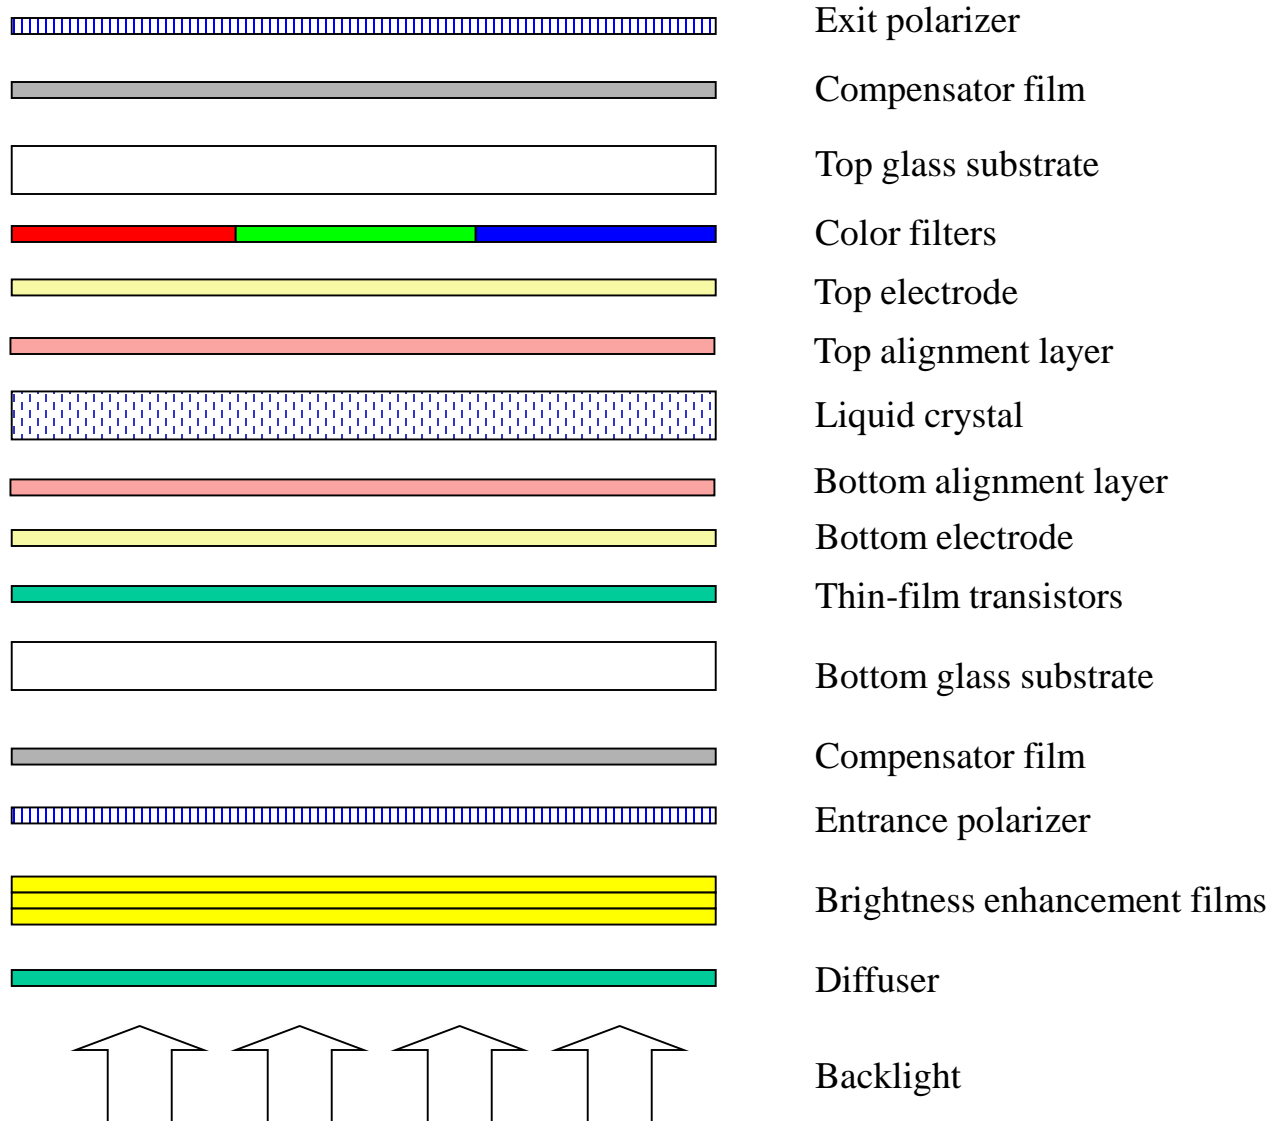 Exit polarizer
Compensator film
Top glass substrate
Color filters
Top electrode
Top alignment layer
Liquid crystal
Bottom alignment layer
Bottom electrode
Thin-film transistors
Bottom glass substrate
Compensator film
Entrance polarizer
Brightness enhancement films
Diffuser
Backlight